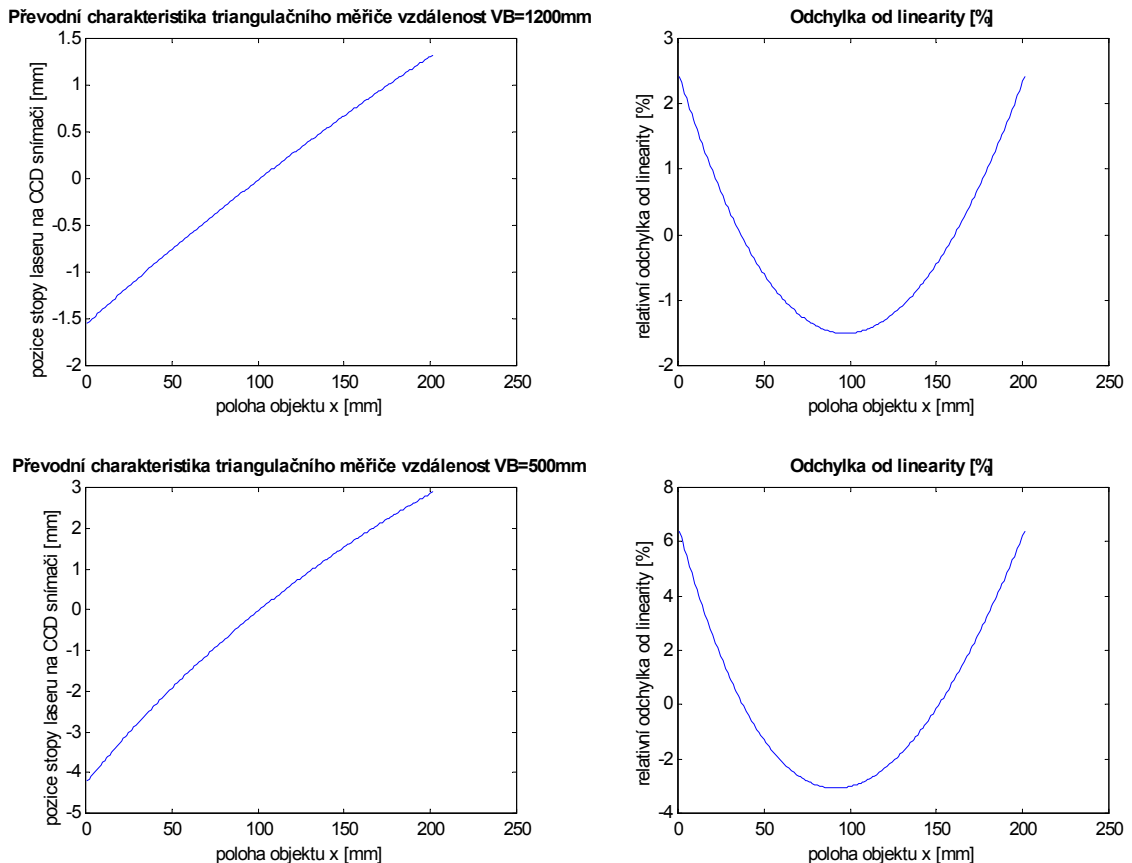 Převodní charakteristika triangulačního měřiče vzdálenost VB=1200mm
1.5
1
0.5
0
-0.5
-1
-1.5
-2
pozice stopy laseru na CCD snímači [mm]
0 50 100 150 200 250
poloha objektu x [mm]
Odchylka od linearity [%]
3
2
1
0
-1
-2
relativní odchylka od linearity [%]
0 50 100 150 200 250
poloha objektu x [mm]
Převodní charakteristika triangulačního měřiče vzdálenost VB=500mm
3
2
1
0
-1
-2
-3
-4
-5
pozice stopy laseru na CCD snímači [mm]
0 50 100 150 200 250
poloha objektu x [mm]
Odchylka od linearity [%]
8
6
4
2
0
-2
-4
relativní odchylka od linearity [%]
0 50 100 150 200 250
poloha objektu x [mm]